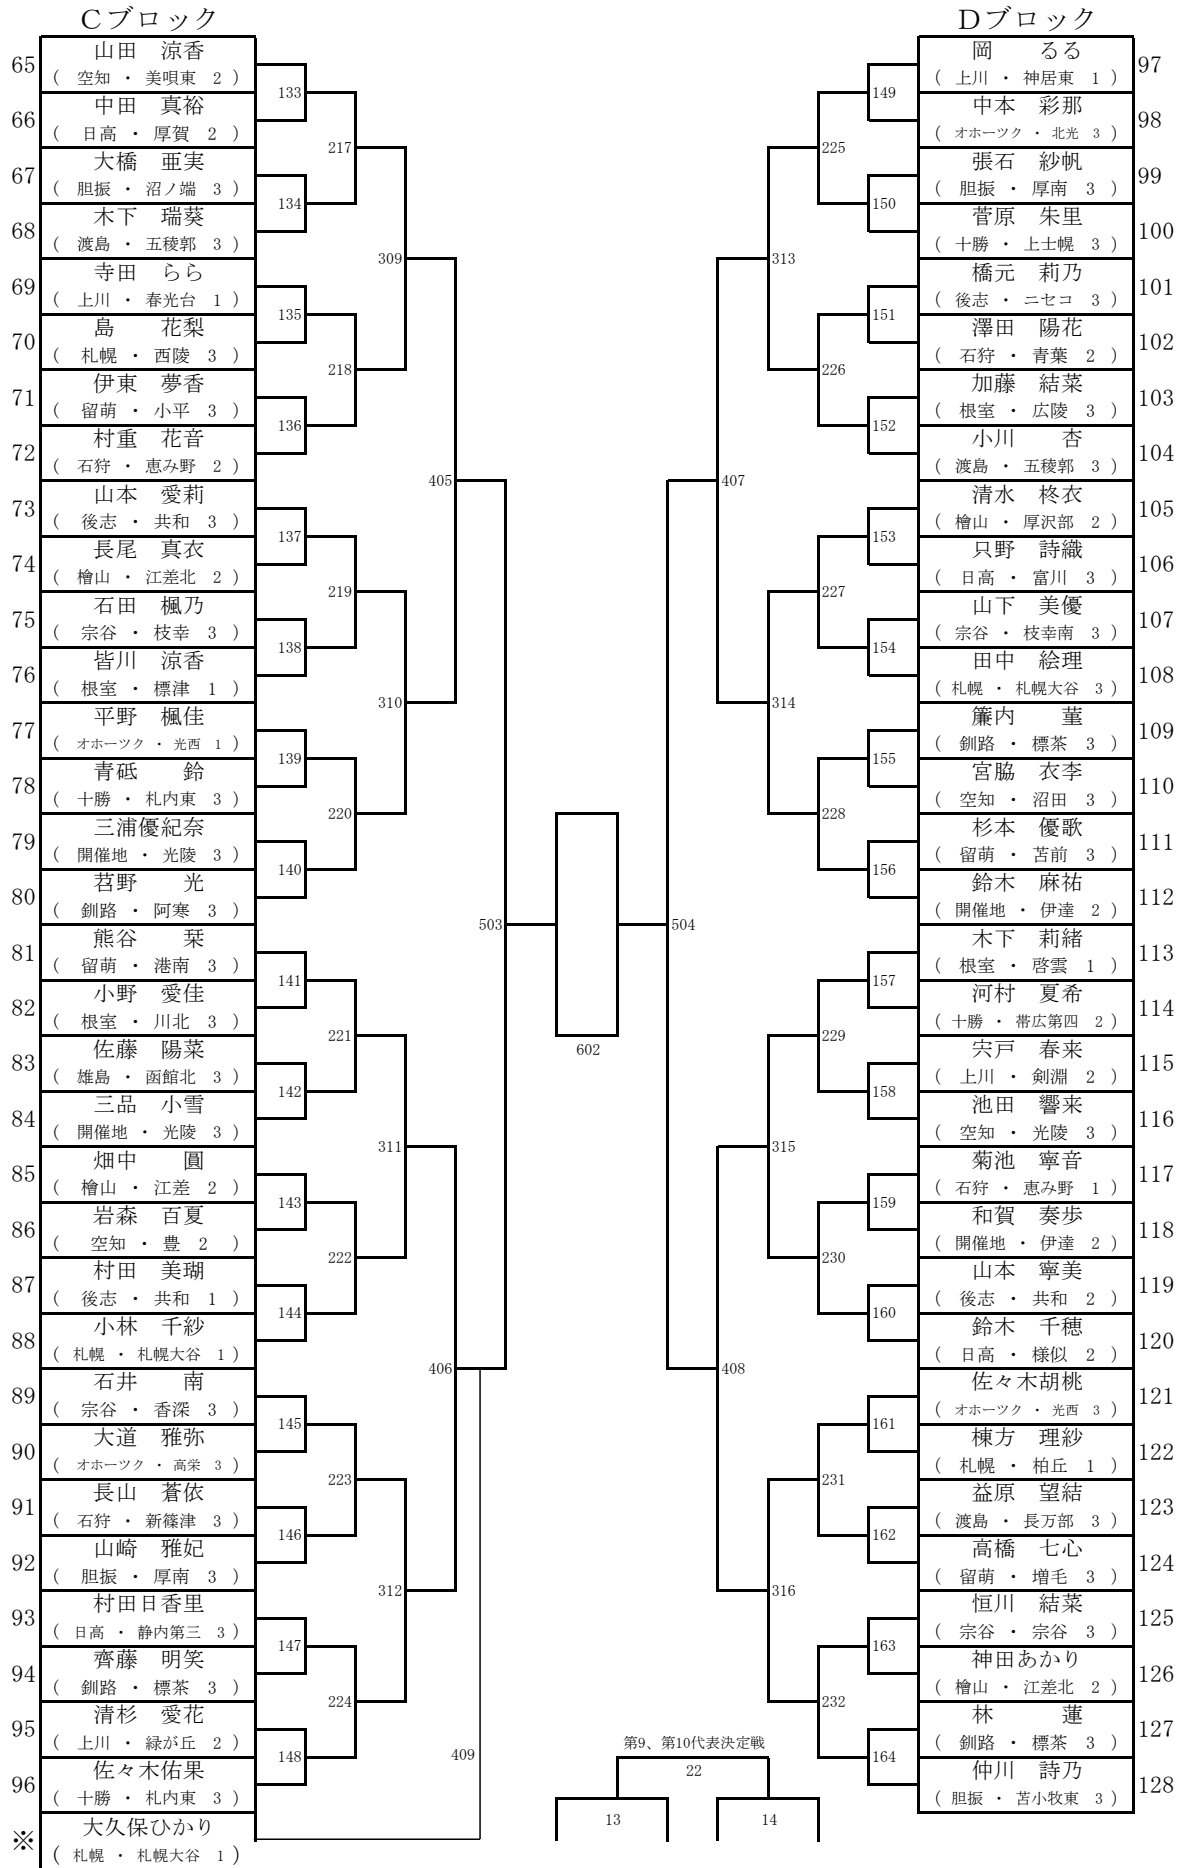 Cブロック
65
山田　涼香
（ 空知 ・ 美唄東 2 ）
66
中田　真裕
（ 日高 ・ 厚賀 2 ）
67
大橋　亜実
（ 胆振 ・ 沼ノ端 3 ）
68
木下　瑞葵
（ 渡島 ・ 五稜郭 3 ）
69
寺田　らら
（ 上川 ・ 春光台 1 ）
70
島　　花梨
（ 札幌 ・ 西陵 3 ）
71
伊東　夢香
（ 留萌 ・ 小平 3 ）
72
村重　花音
（ 石狩 ・ 恵み野 2 ）
73
山本　愛莉
（ 後志 ・ 共和 3 ）
74
長尾　真衣
（ 檜山 ・ 江差北 2 ）
75
石田　楓乃
（ 宗谷 ・ 枝幸 3 ）
76
皆川　涼香
（ 根室 ・ 標津 1 ）
77
平野　楓佳
（ オホーツク ・ 光西 1 ）
78
青砥　　鈴
（ 十勝 ・ 札内東 3 ）
79
三浦優紀奈
（ 開催地 ・ 光陵 3 ）
80
苕野　　光
（ 釧路 ・ 阿寒 3 ）
81
熊谷　　栞
（ 留萌 ・ 港南 3 ）
82
小野　愛佳
（ 根室 ・ 川北 3 ）
83
佐藤　陽菜
（ 雄島 ・ 函館北 3 ）
84
三品　小雪
（ 開催地 ・ 光陵 3 ）
85
畑中　　圓
（ 檜山 ・ 江差 2 ）
86
岩森　百夏
（ 空知 ・ 豊 2 ）
87
村田　美瑚
（ 後志 ・ 共和 1 ）
88
小林　千紗
（ 札幌 ・ 札幌大谷 1 ）
89
石井　　南
（ 宗谷 ・ 香深 3 ）
90
大道　雅弥
（ オホーツク ・ 高栄 3 ）
91
長山　蒼依
（ 石狩 ・ 新篠津 3 ）
92
山崎　雅妃
（ 胆振 ・ 厚南 3 ）
93
村田日香里
（ 日高 ・ 静内第三 3 ）
94
齊藤　明笑
（ 釧路 ・ 標茶 3 ）
95
清杉　愛花
（ 上川 ・ 緑が丘 2 ）
96
佐々木佑果
（ 十勝 ・ 札内東 3 ）
※
大久保ひかり
（ 札幌 ・ 札幌大谷 1 ）
133
134
135
136
137
138
139
140
141
142
143
144
145
146
147
148
217
218
219
220
221
222
223
224
309
310
311
312
405
406
409
503
602
504
407
408
313
314
315
316
225
226
227
228
229
230
231
232
149
150
151
152
153
154
155
156
157
158
159
160
161
162
163
164
第9、第10代表決定戦
22
13
14
Dブロック
岡　　るる
（ 上川 ・ 神居東 1 ）
97
中本　彩那
（ オホーツク ・ 北光 3 ）
98
張石　紗帆
（ 胆振 ・ 厚南 3 ）
99
菅原　朱里
（ 十勝 ・ 上士幌 3 ）
100
橋元　莉乃
（ 後志 ・ ニセコ 3 ）
101
澤田　陽花
（ 石狩 ・ 青葉 2 ）
102
加藤　結菜
（ 根室 ・ 広陵 3 ）
103
小川　　杏
（ 渡島 ・ 五稜郭 3 ）
104
清水　柊衣
（ 檜山 ・ 厚沢部 2 ）
105
只野　詩織
（ 日高 ・ 富川 3 ）
106
山下　美優
（ 宗谷 ・ 枝幸南 3 ）
107
田中　絵理
（ 札幌 ・ 札幌大谷 3 ）
108
簾内　　菫
（ 釧路 ・ 標茶 3 ）
109
宮脇　衣李
（ 空知 ・ 沼田 3 ）
110
杉本　優歌
（ 留萌 ・ 苫前 3 ）
111
鈴木　麻祐
（ 開催地 ・ 伊達 2 ）
112
木下　莉緒
（ 根室 ・ 啓雲 1 ）
113
河村　夏希
（ 十勝 ・ 帯広第四 2 ）
114
宍戸　春来
（ 上川 ・ 剣淵 2 ）
115
池田　響来
（ 空知 ・ 光陵 3 ）
116
菊池　寧音
（ 石狩 ・ 恵み野 1 ）
117
和賀　奏歩
（ 開催地 ・ 伊達 2 ）
118
山本　寧美
（ 後志 ・ 共和 2 ）
119
鈴木　千穂
（ 日高 ・ 様似 2 ）
120
佐々木胡桃
（ オホーツク ・ 光西 3 ）
121
棟方　理紗
（ 札幌 ・ 柏丘 1 ）
122
益原　望結
（ 渡島 ・ 長万部 3 ）
123
高橋　七心
（ 留萌 ・ 増毛 3 ）
124
恒川　結菜
（ 宗谷 ・ 宗谷 3 ）
125
神田あかり
（ 檜山 ・ 江差北 2 ）
126
林　　蓮
（ 釧路 ・ 標茶 3 ）
127
仲川　詩乃
（ 胆振 ・ 苫小牧東 3 ）
128